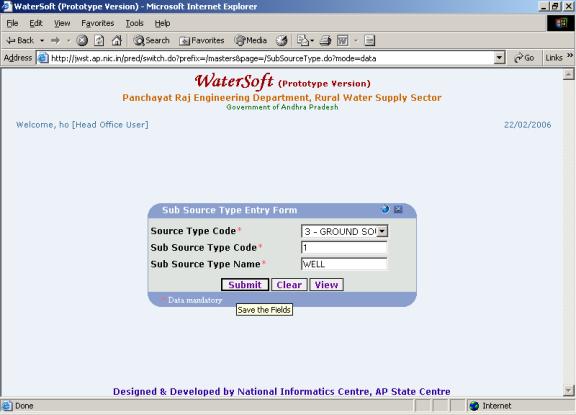 WaterSoft (Prototype Version) - Microsoft Internet Explorer
File Edit View Favorites Tools Help
Back Search Favorites Media
Address http://jwst.ap.nic.in/pred/switch.do?prefix=/masters&page=/SubSourceType.do?mode=data Go Links »
WaterSoft (Prototype Version)
Panchayat Raj Engineering Department, Rural Water Supply Sector
Government of Andhra Pradesh
Welcome, ho [Head Office User] 22/02/2006
Sub Source Type Entry Form
Source Type Code* 3 - GROUND SOU
Sub Source Type Code* 1
Sub Source Type Name* WELL
Submit Clear View
* Data mandatory
Save the Fields
Designed & Developed by National Informatics Centre, AP State Centre
Done Internet